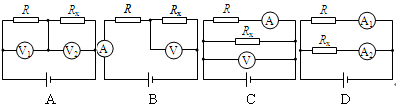 R Rₓ R Rₓ R A R A₁
V₁ V₂ A V Rₓ V Rₓ A₂
A B C D